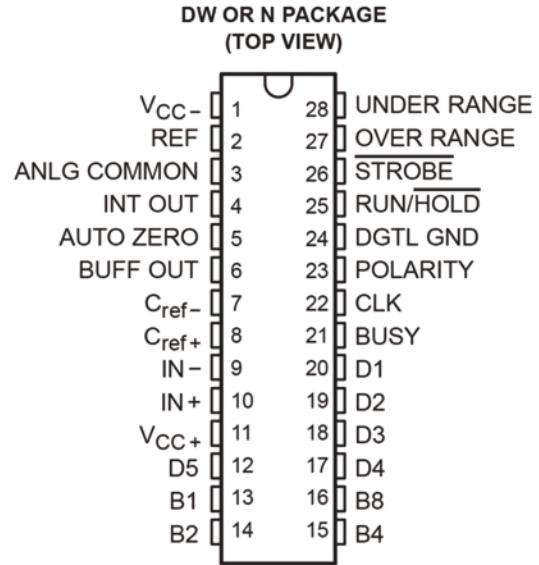 DW OR N PACKAGE
(TOP VIEW)
VCC− 1 28 UNDER RANGE
REF 2 27 OVER RANGE
ANLG COMMON 3 26 STROBE
INT OUT 4 25 RUN/HOLD
AUTO ZERO 5 24 DGTL GND
BUFF OUT 6 23 POLARITY
Cref− 7 22 CLK
Cref+ 8 21 BUSY
IN− 9 20 D1
IN+ 10 19 D2
VCC+ 11 18 D3
D5 12 17 D4
B1 13 16 B8
B2 14 15 B4